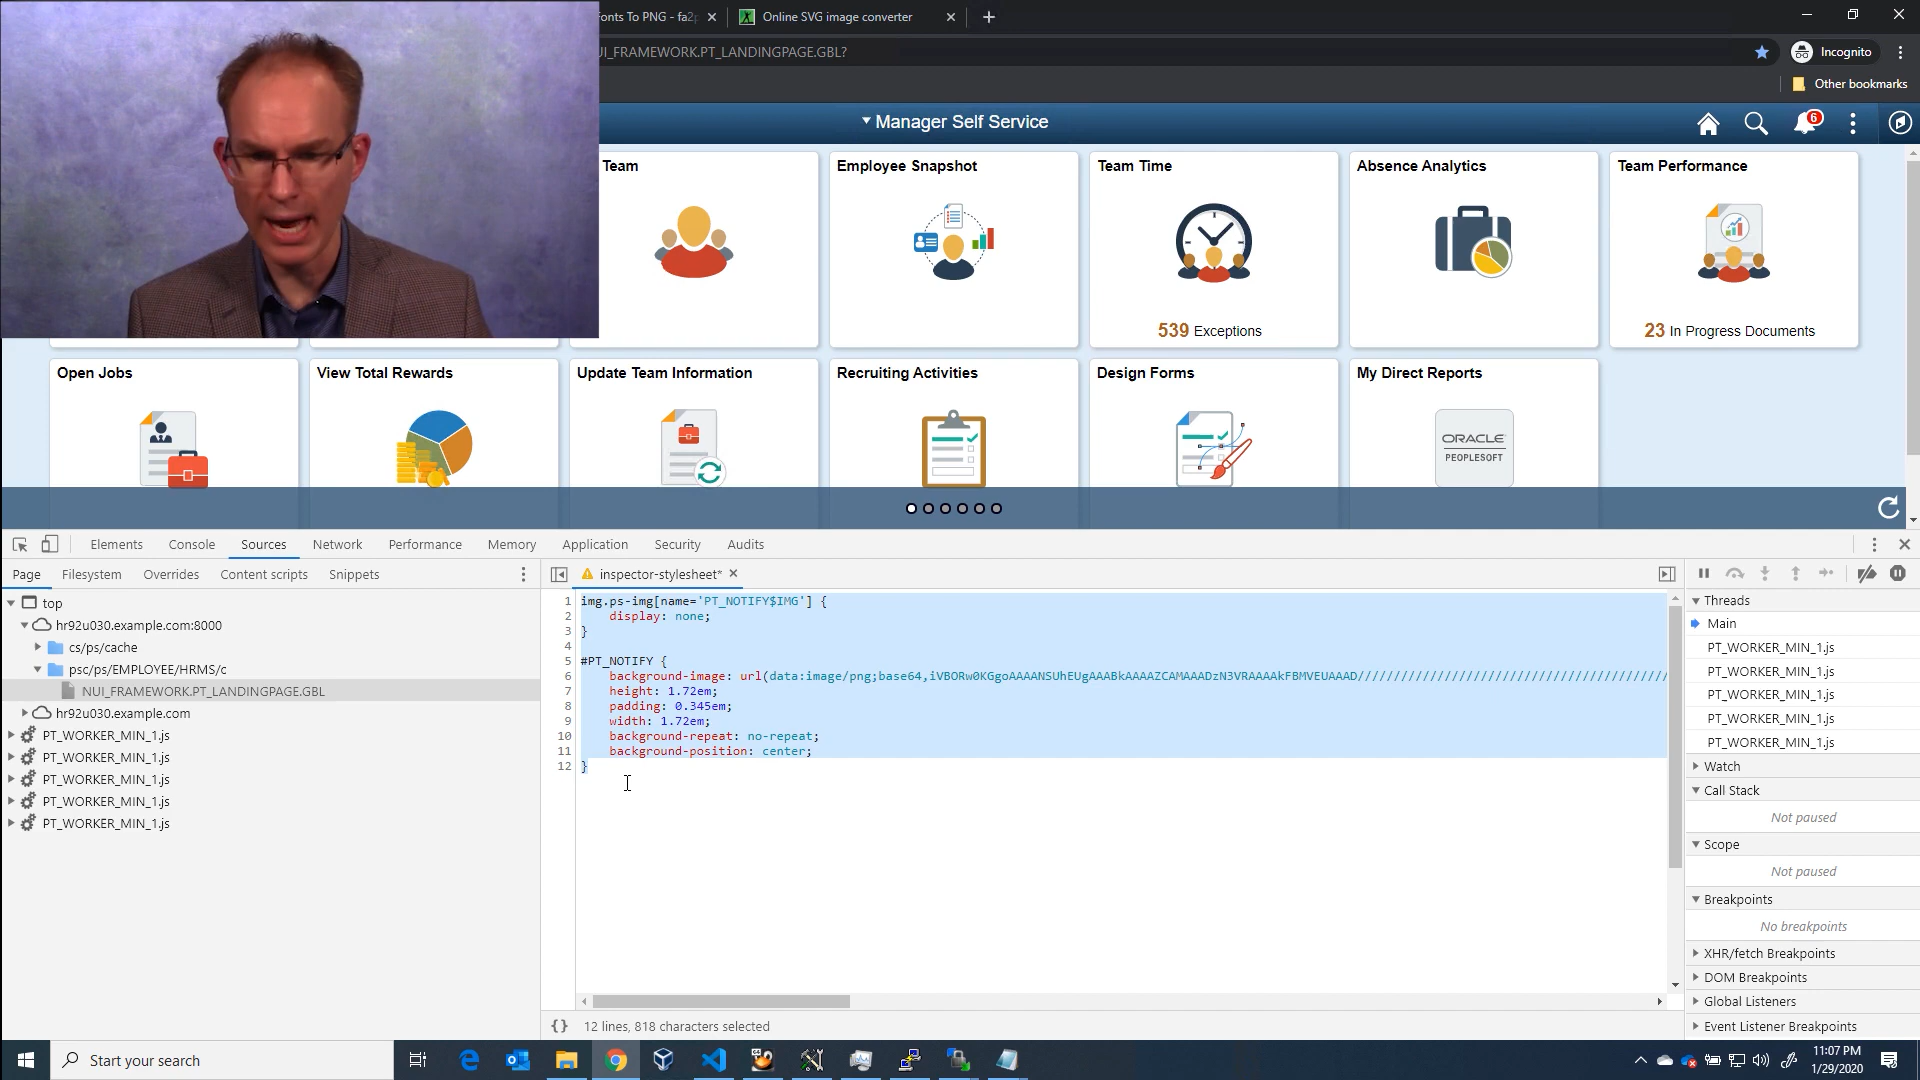 onts To PNG - fa2
Online SVG image converter
UI_FRAMEWORK.PT_LANDINGPAGE.GBL?
Incognito
Other bookmarks
Manager Self Service
6
Team
Employee Snapshot
Team Time
Absence Analytics
Team Performance
539 Exceptions
23 In Progress Documents
Open Jobs
View Total Rewards
Update Team Information
Recruiting Activities
Design Forms
My Direct Reports
ORACLE
PEOPLESOFT
Elements
Console
Sources
Network
Performance
Memory
Application
Security
Audits
Page
Filesystem
Overrides
Content scripts
Snippets
inspector-stylesheet*
top
hr92u030.example.com:8000
cs/ps/cache
psc/ps/EMPLOYEE/HRMS/c
NUI_FRAMEWORK.PT_LANDINGPAGE.GBL
hr92u030.example.com
PT_WORKER_MIN_1.js
PT_WORKER_MIN_1.js
PT_WORKER_MIN_1.js
PT_WORKER_MIN_1.js
PT_WORKER_MIN_1.js
1 img.ps-img[name='PT_NOTIFY$IMG'] {
2 display: none;
3 }
4
5 #PT_NOTIFY {
6 background-image: url(data:image/png;base64,
7 height: 1.72em;
8 padding: 0.345em;
9 width: 1.72em;
10 background-repeat: no-repeat;
11 background-position: center;
12 }
12 lines, 818 characters selected
Threads
Main
PT_WORKER_MIN_1.js
PT_WORKER_MIN_1.js
PT_WORKER_MIN_1.js
PT_WORKER_MIN_1.js
PT_WORKER_MIN_1.js
Watch
Call Stack
Not paused
Scope
Not paused
Breakpoints
No breakpoints
XHR/fetch Breakpoints
DOM Breakpoints
Global Listeners
Event Listener Breakpoints
Start your search
11:07 PM
1/29/2020